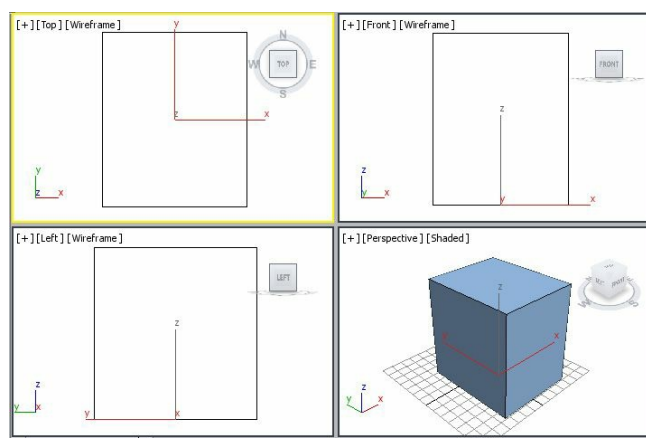 [+] [Top] [Wireframe]
y
z
x
N
W
TOP
E
S
y
z
x
[+] [Front] [Wireframe]
z
y
x
FRONT
z
y
x
[+] [Left] [Wireframe]
z
y
x
LEFT
z
y
x
[+] [Perspective] [Shaded]
z
y
x
z
y
x